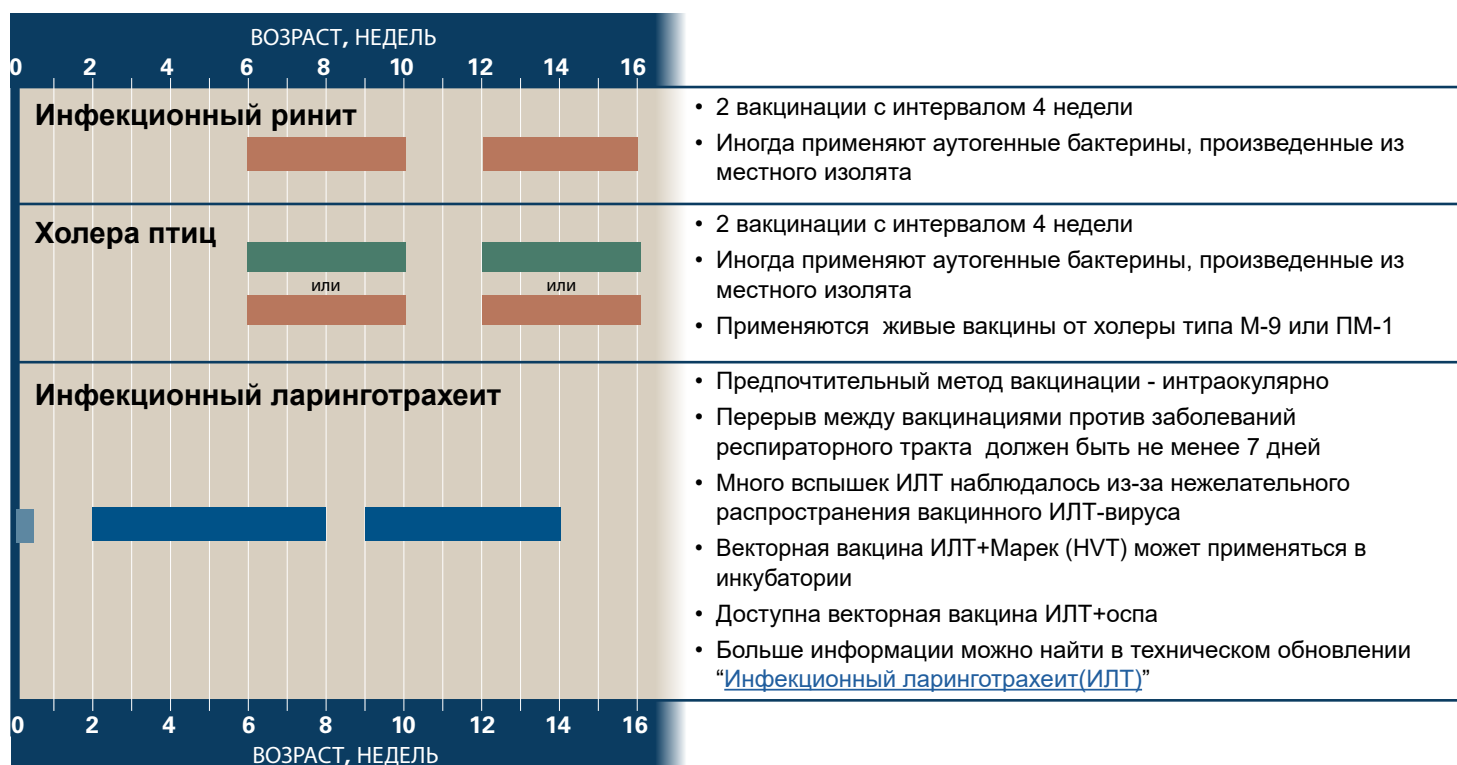 ВОЗРАСТ, НЕДЕЛЬ
0 2 4 6 8 10 12 14 16
Инфекционный ринит
• 2 вакцинации с интервалом 4 недели
• Иногда применяют аутогенные бактерины, произведенные из
местного изолята
Холера птиц
или или
• 2 вакцинации с интервалом 4 недели
• Иногда применяют аутогенные бактерины, произведенные из
местного изолята
• Применяются живые вакцины от холеры типа М-9 или ПМ-1
Инфекционный ларинготрахеит
• Предпочтительный метод вакцинации - интраокулярно
• Перерыв между вакцинациями против заболеваний
респираторного тракта должен быть не менее 7 дней
• Много вспышек ИЛТ наблюдалось из-за нежелательного
распространения вакцинного ИЛТ-вируса
• Векторная вакцина ИЛТ+Марек (HVT) может применяться в
инкубатории
• Доступна векторная вакцина ИЛТ+оспа
• Больше информации можно найти в техническом обновлении
“Инфекционный ларинготрахеит(ИЛТ)”
0 2 4 6 8 10 12 14 16
ВОЗРАСТ, НЕДЕЛЬ